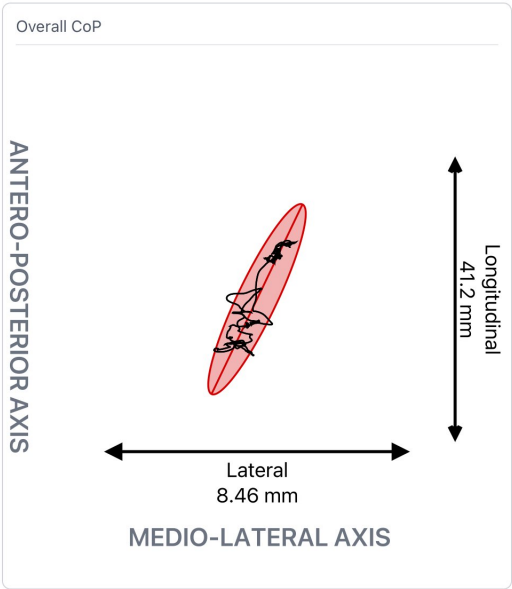 Overall CoP
ANTERO-POSTERIOR AXIS
Longitudinal
41.2 mm
Lateral
8.46 mm
MEDIO-LATERAL AXIS